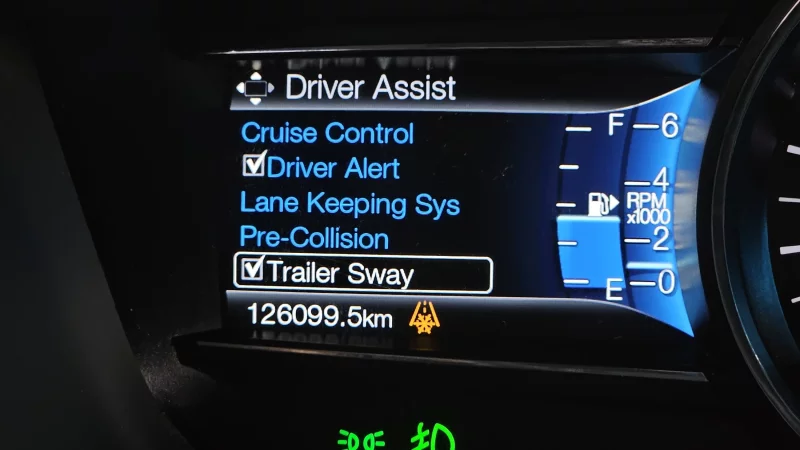 Driver Assist
Cruise Control
Driver Alert
Lane Keeping Sys
Pre-Collision
Trailer Sway
126099.5km
F
E
6
4
RPM
x1000
2
0